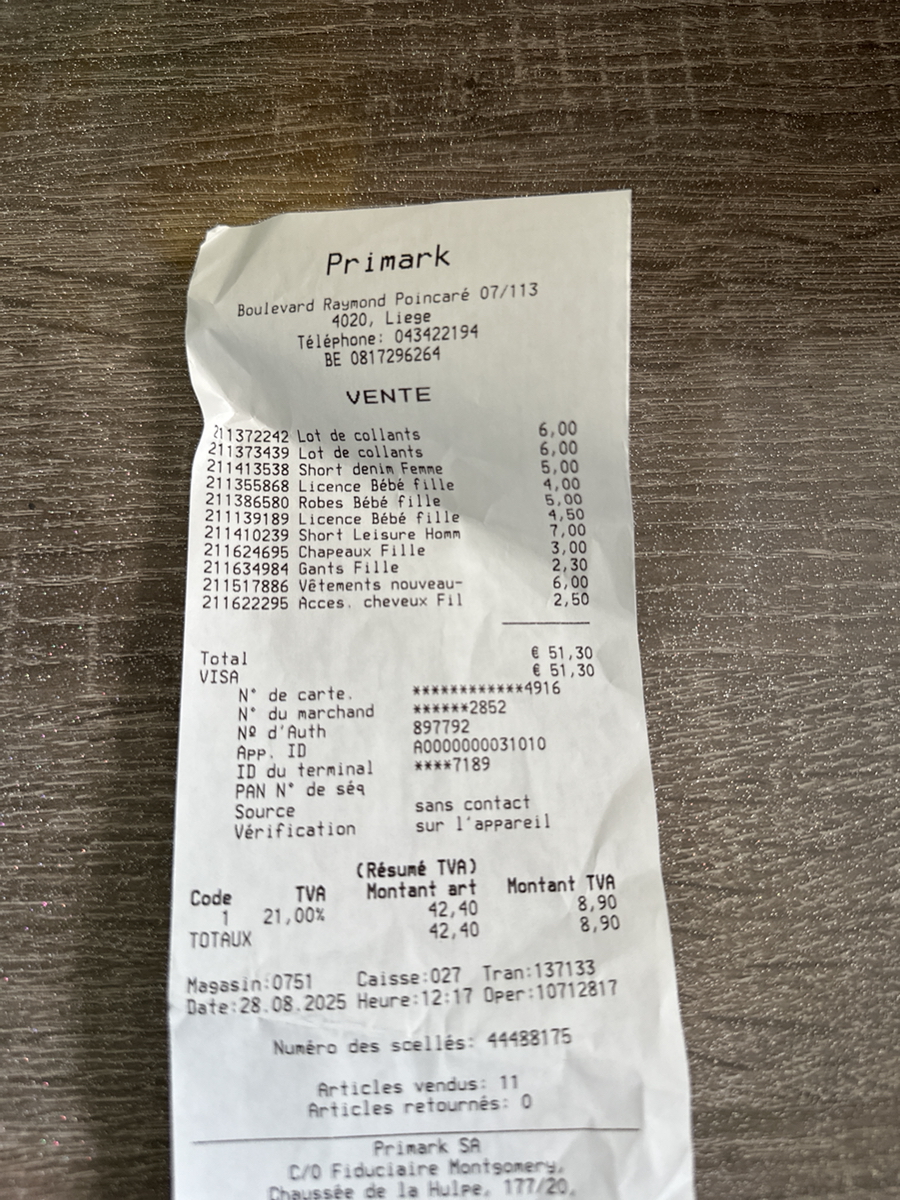 Primark
Boulevard Raymond Poincaré 07/113
4020, Liege
Téléphone: 043422194
BE 0817296264
VENTE
211372242 Lot de collants 6,00
211373439 Lot de collants 6,00
211413538 Short denim Femme 5,00
211355868 Licence Bébé fille 4,00
211386580 Robes Bébé fille 5,00
211139189 Licence Bébé fille 4,50
211410239 Short Leisure Homm 7,00
211624695 Chapeaux Fille 3,00
211634984 Gants Fille 2,30
211517886 Vêtements nouveau- 6,00
211622295 Acces. cheveux Fil 2,50
Total € 51,30
VISA € 51,30
N° de carte. ************4916
N° du marchand ******2852
Nº d'Auth 897792
App. ID A0000000031010
ID du terminal ****7189
PAN N° de séq
Source sans contact
Vérification sur l'appareil
(Résumé TVA)
Code TVA Montant art Montant TVA
1 21,00% 42,40 8,90
TOTAUX 42,40 8,90
Magasin:0751 Caisse:027 Tran:137133
Date:28.08.2025 Heure:12:17 Oper:10712817
Numéro des scellés: 44488175
Articles vendus: 11
Articles retournés: 0
Primark SA
C/O Fiduciaire Montgomery,
Chaussée de la Hulpe, 177/20,